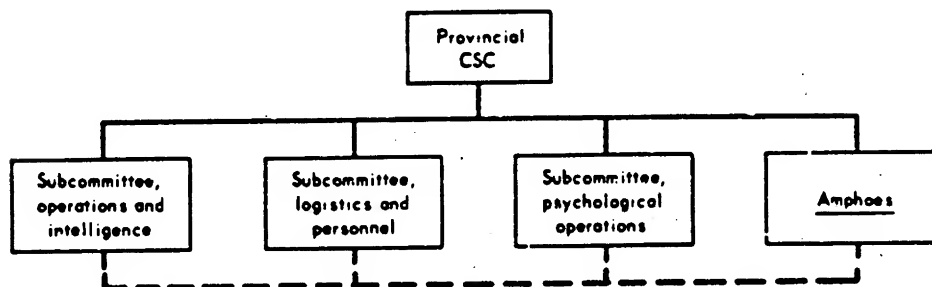 Provincial
CSC
Subcommittee,
operations and
intelligence
Subcommittee,
logistics and
personnel
Subcommittee,
psychological
operations
Amphoes